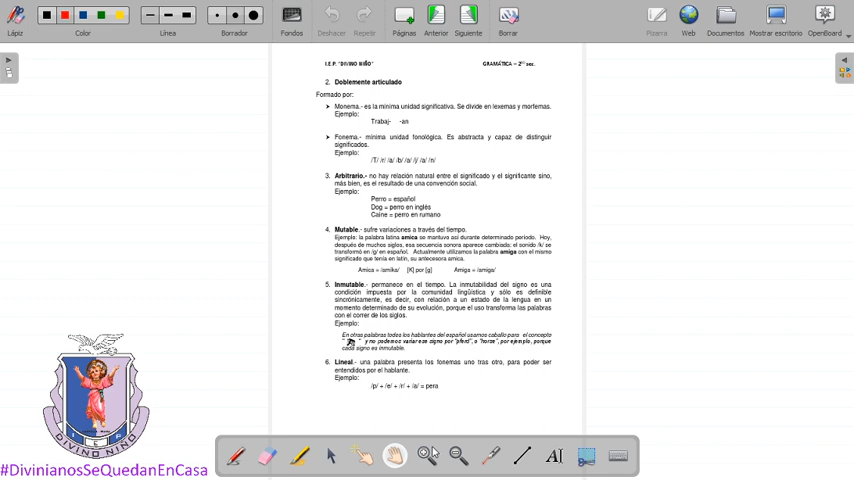 Lápiz
Color
Línea
Borrador
Fondos
Deshacer
Repetir
Páginas
Anterior
Siguiente
Borrar
Pizarra
Web
Documentos
Mostrar escritorio
OpenBoard
I.E.P. "DIVINO NIÑO"
GRAMÁTICA – 2do sec.
2. Doblemente articulado
Formado por:
➤ Monema.- es la mínima unidad significativa. Se divide en lexemas y morfemas.
Ejemplo:
Trabaj- -an
➤ Fonema.- mínima unidad fonológica. Es abstracta y capaz de distinguir
significados.
Ejemplo:
/T/ /r/ /a/ /b/ /a/ /j/ /a/ /n/
3. Arbitrario.- no hay relación natural entre el significado y el significante sino,
más bien, es el resultado de una convención social.
Ejemplo:
Perro = español
Dog = perro en inglés
Caine = perro en rumano
4. Mutable.- sufre variaciones a través del tiempo.
Ejemplo: la palabra latina amica se mantuvo así durante determinado período. Hoy,
después de muchos siglos, esa secuencia sonora aparece cambiada: el sonido /k/ se
transformó en /g/ en español. Actualmente utilizamos la palabra amiga con el mismo
significado que tenía en latín, su antecesora amica.
Amica = /amika/ [K] por [g] Amiga = /amiga/
5. Inmutable.- permanece en el tiempo. La inmutabilidad del signo es una
condición impuesta por la comunidad lingüística y sólo es definible
sincrónicamente, es decir, con relación a un estado de la lengua en un
momento determinado de su evolución, porque el uso transforma las palabras
con el correr de los siglos.
Ejemplo:
En otras palabras todos los hablantes del español usamos caballo para el concepto
" " y no podemos variar ese signo por "pferd", o "horse", por ejemplo, porque
cada signo es inmutable.
6. Lineal.- una palabra presenta los fonemas uno tras otro, para poder ser
entendidos por el hablante.
Ejemplo:
/p/ + /e/ + /r/ + /a/ = pera
DIVINO NIÑO
#DivinianosSeQuedanEnCasa